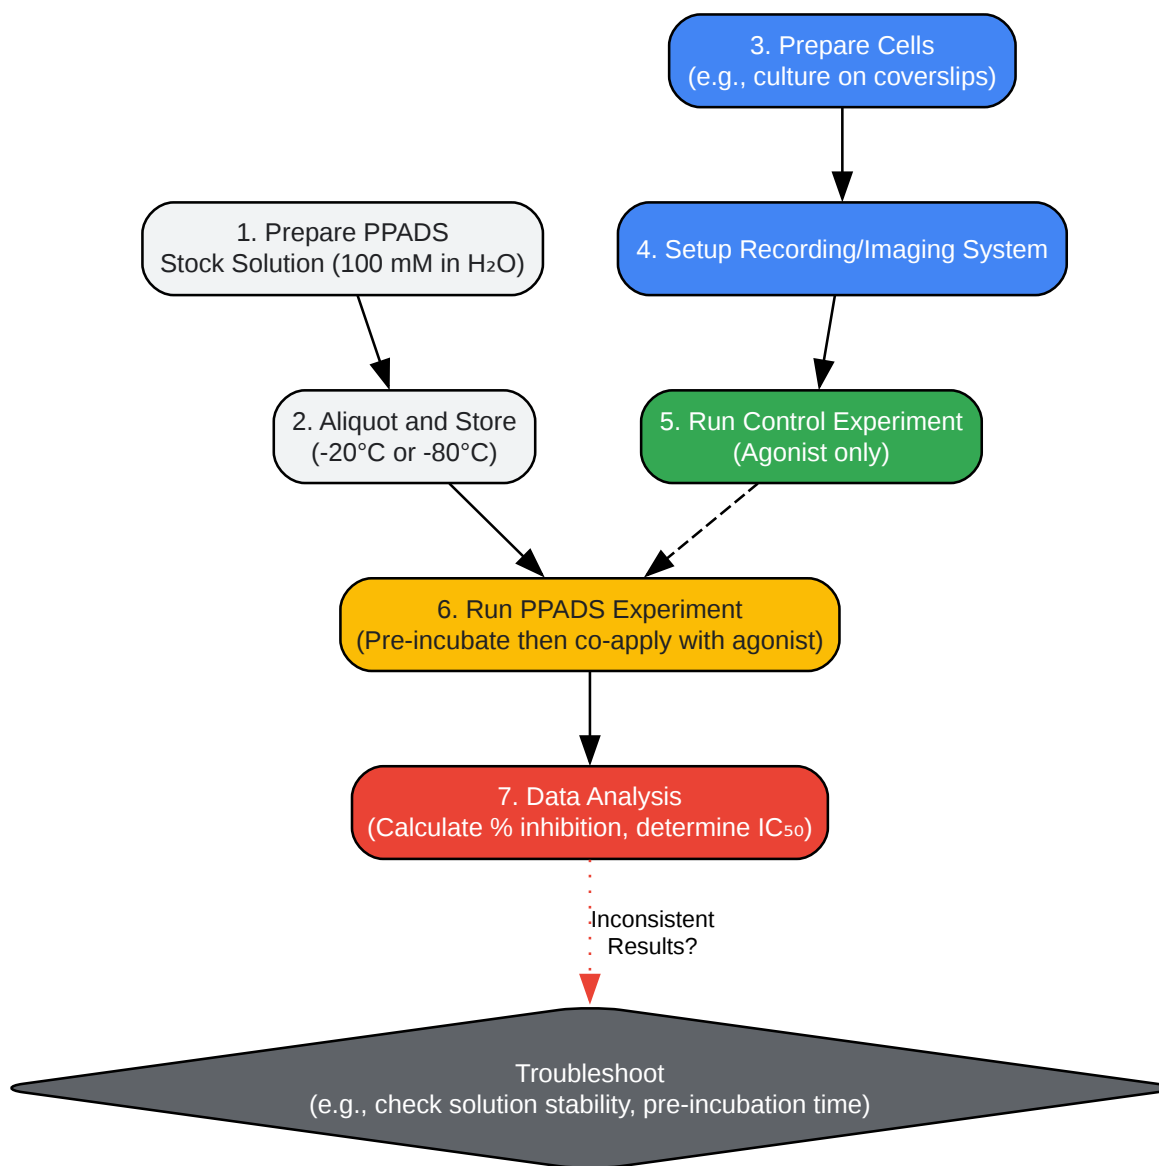 3. Prepare Cells
(e.g., culture on coverslips)
1. Prepare PPADS
Stock Solution (100 mM in H₂O)
4. Setup Recording/Imaging System
2. Aliquot and Store
(-20°C or -80°C)
5. Run Control Experiment
(Agonist only)
6. Run PPADS Experiment
(Pre-incubate then co-apply with agonist)
7. Data Analysis
(Calculate % inhibition, determine IC₅₀)
Inconsistent
Results?
Troubleshoot
(e.g., check solution stability, pre-incubation time)